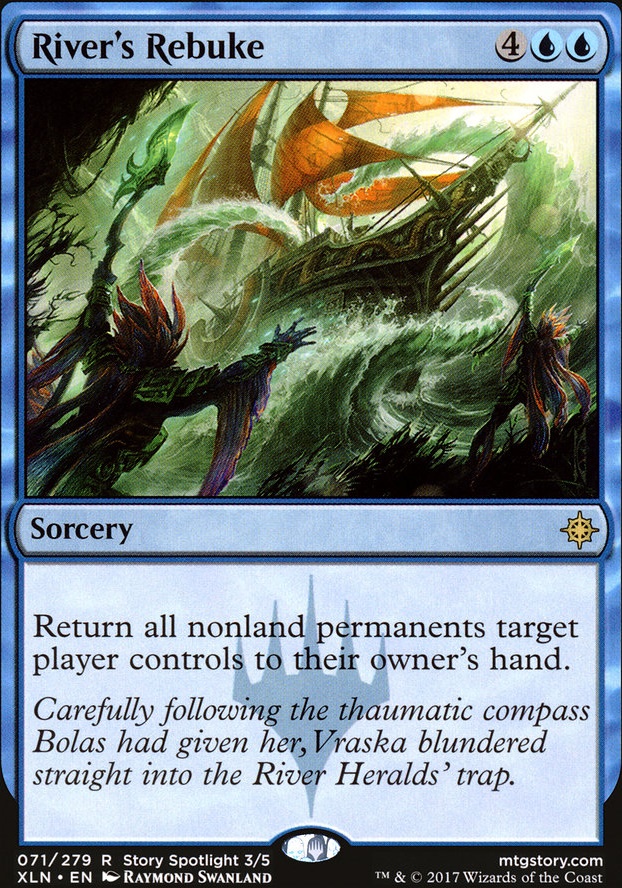 River's Rebuke 4
Sorcery
Return all nonland permanents target
player controls to their owner's hand.
Carefully following the thaumatic compass
Bolas had given her, Vraska blundered
straight into the River Heralds' trap.
071/279 R Story Spotlight 3/5 mtgstory.com
XLN • EN Raymond Swanland ™ & © 2017 Wizards of the Coast